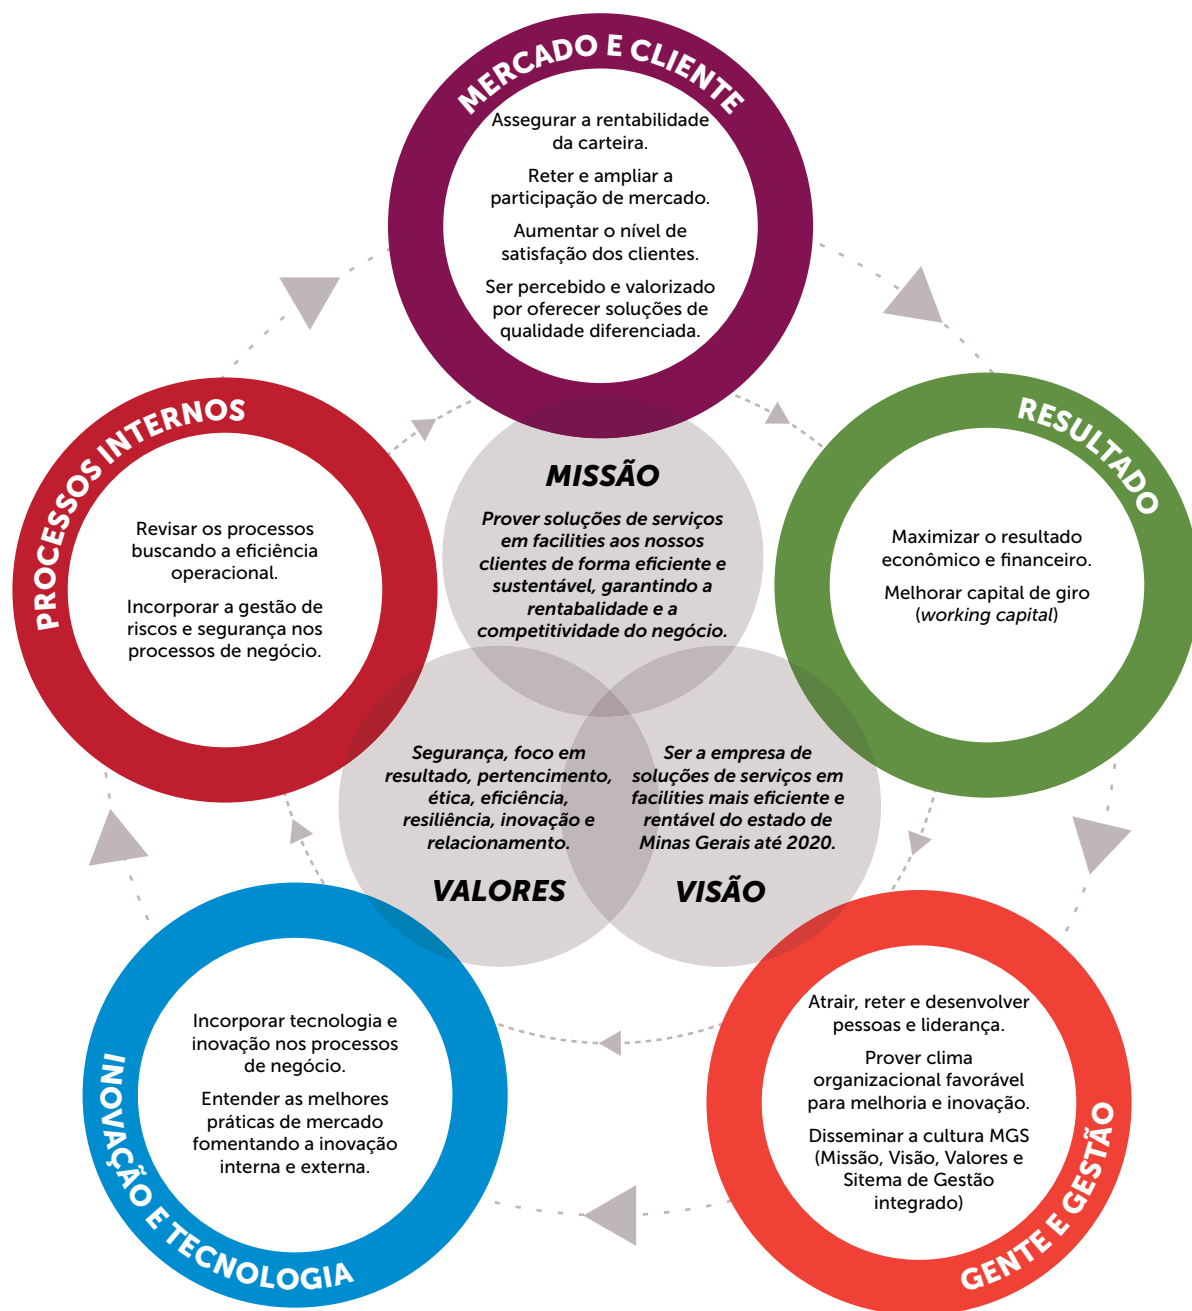 MERCADO E CLIENTE
Assegurar a rentabilidade
da carteira.
Reter e ampliar a
participação de mercado.
Aumentar o nível de
satisfação dos clientes.
Ser percebido e valorizado
por oferecer soluções de
qualidade diferenciada.
PROCESSOS INTERNOS
Revisar os processos
buscando a eficiência
operacional.
Incorporar a gestão de
riscos e segurança nos
processos de negócio.
MISSÃO
Prover soluções de serviços
em facilities aos nossos
clientes de forma eficiente e
sustentável, garantindo a
rentabalidade e a
competitividade do negócio.
RESULTADO
Maximizar o resultado
econômico e financeiro.
Melhorar capital de giro
(working capital)
Segurança, foco em
resultado, pertencimento,
ética, eficiência,
resiliência, inovação e
relacionamento.
VALORES
Ser a empresa de
soluções de serviços em
facilities mais eficiente e
rentável do estado de
Minas Gerais até 2020.
VISÃO
INOVAÇÃO E TECNOLOGIA
Incorporar tecnologia e
inovação nos processos
de negócio.
Entender as melhores
práticas de mercado
fomentando a inovação
interna e externa.
Atrair, reter e desenvolver
pessoas e liderança.
Prover clima
organizacional favorável
para melhoria e inovação.
Disseminar a cultura MGS
(Missão, Visão, Valores e
Sitema de Gestão
integrado)
GENTE E GESTÃO